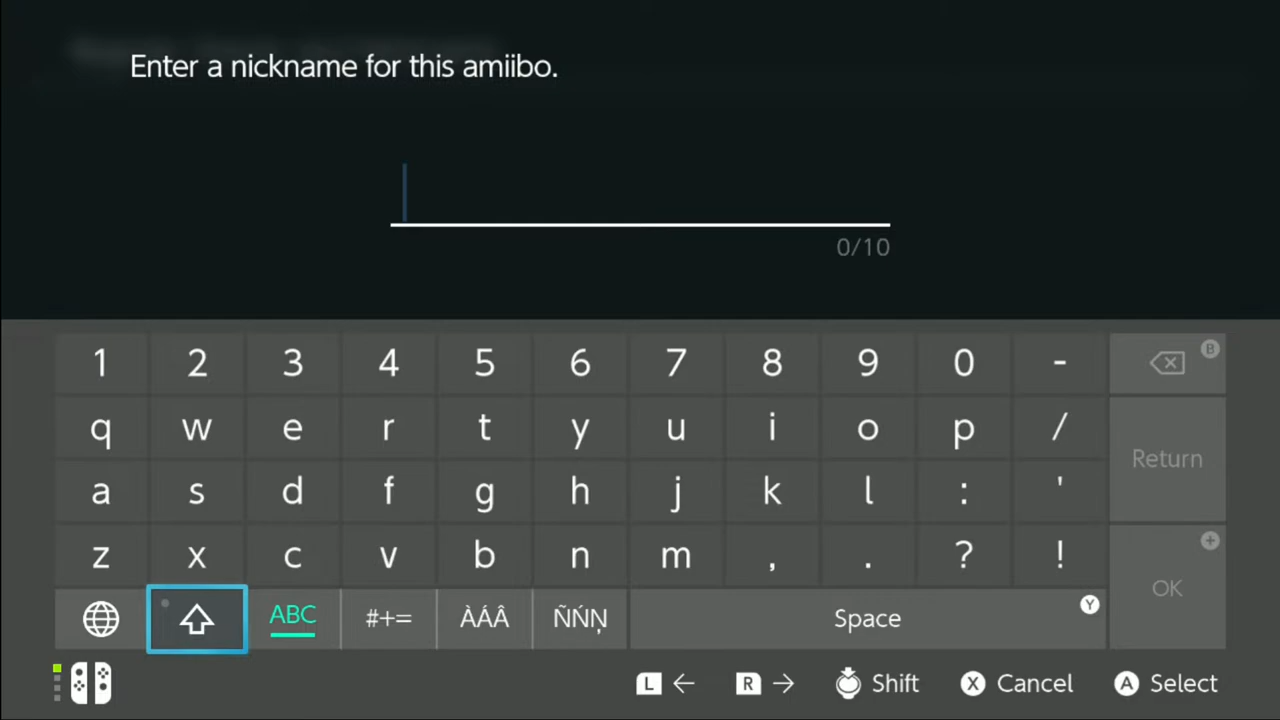 Enter a nickname for this amiibo.
0/10
1 2 3 4 5 6 7 8 9 0 - B
q w e r t y u i o p / Return
a s d f g h j k l : '
z x c v b n m , . ? ! + OK
ABC #+= ÀÁÂ ÑŃŅ Space Y
L ← R → Shift X Cancel A Select